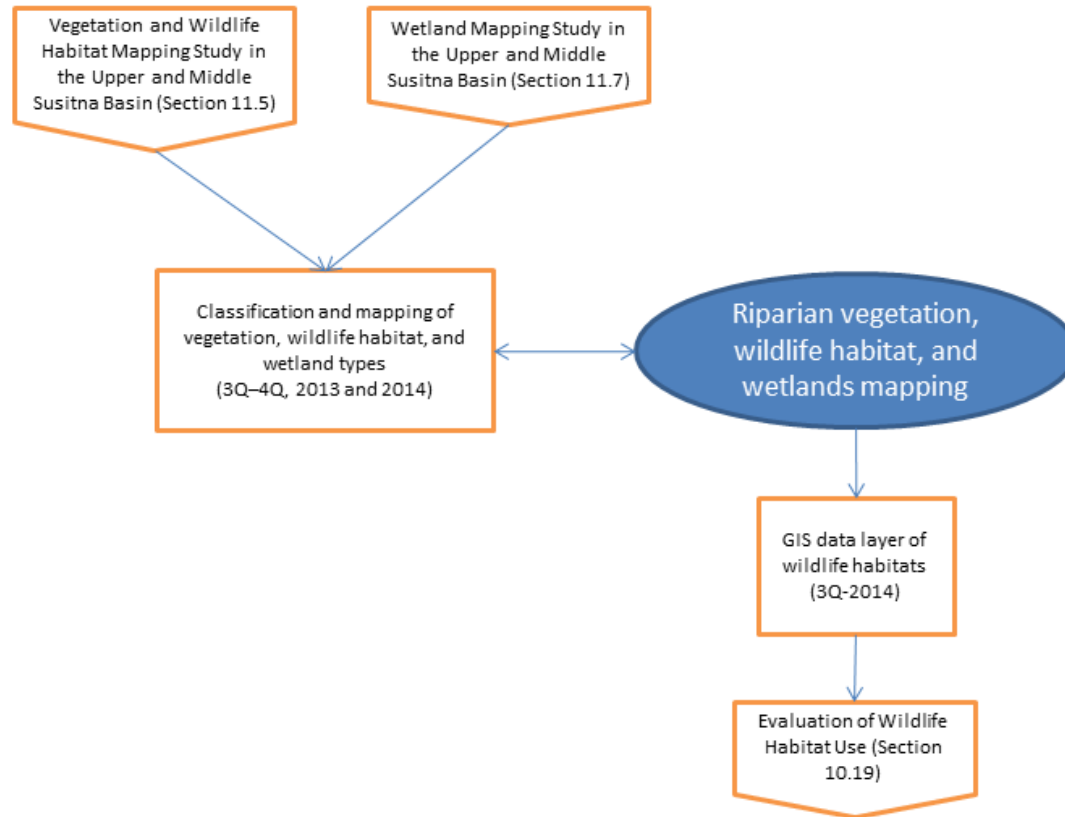 Vegetation and Wildlife
Habitat Mapping Study in
the Upper and Middle
Susitna Basin (Section 11.5)
Wetland Mapping Study in
the Upper and Middle
Susitna Basin (Section 11.7)
Classification and mapping of
vegetation, wildlife habitat, and
wetland types
(3Q–4Q, 2013 and 2014)
Riparian vegetation,
wildlife habitat, and
wetlands mapping
GIS data layer of
wildlife habitats
(3Q-2014)
Evaluation of Wildlife
Habitat Use (Section
10.19)